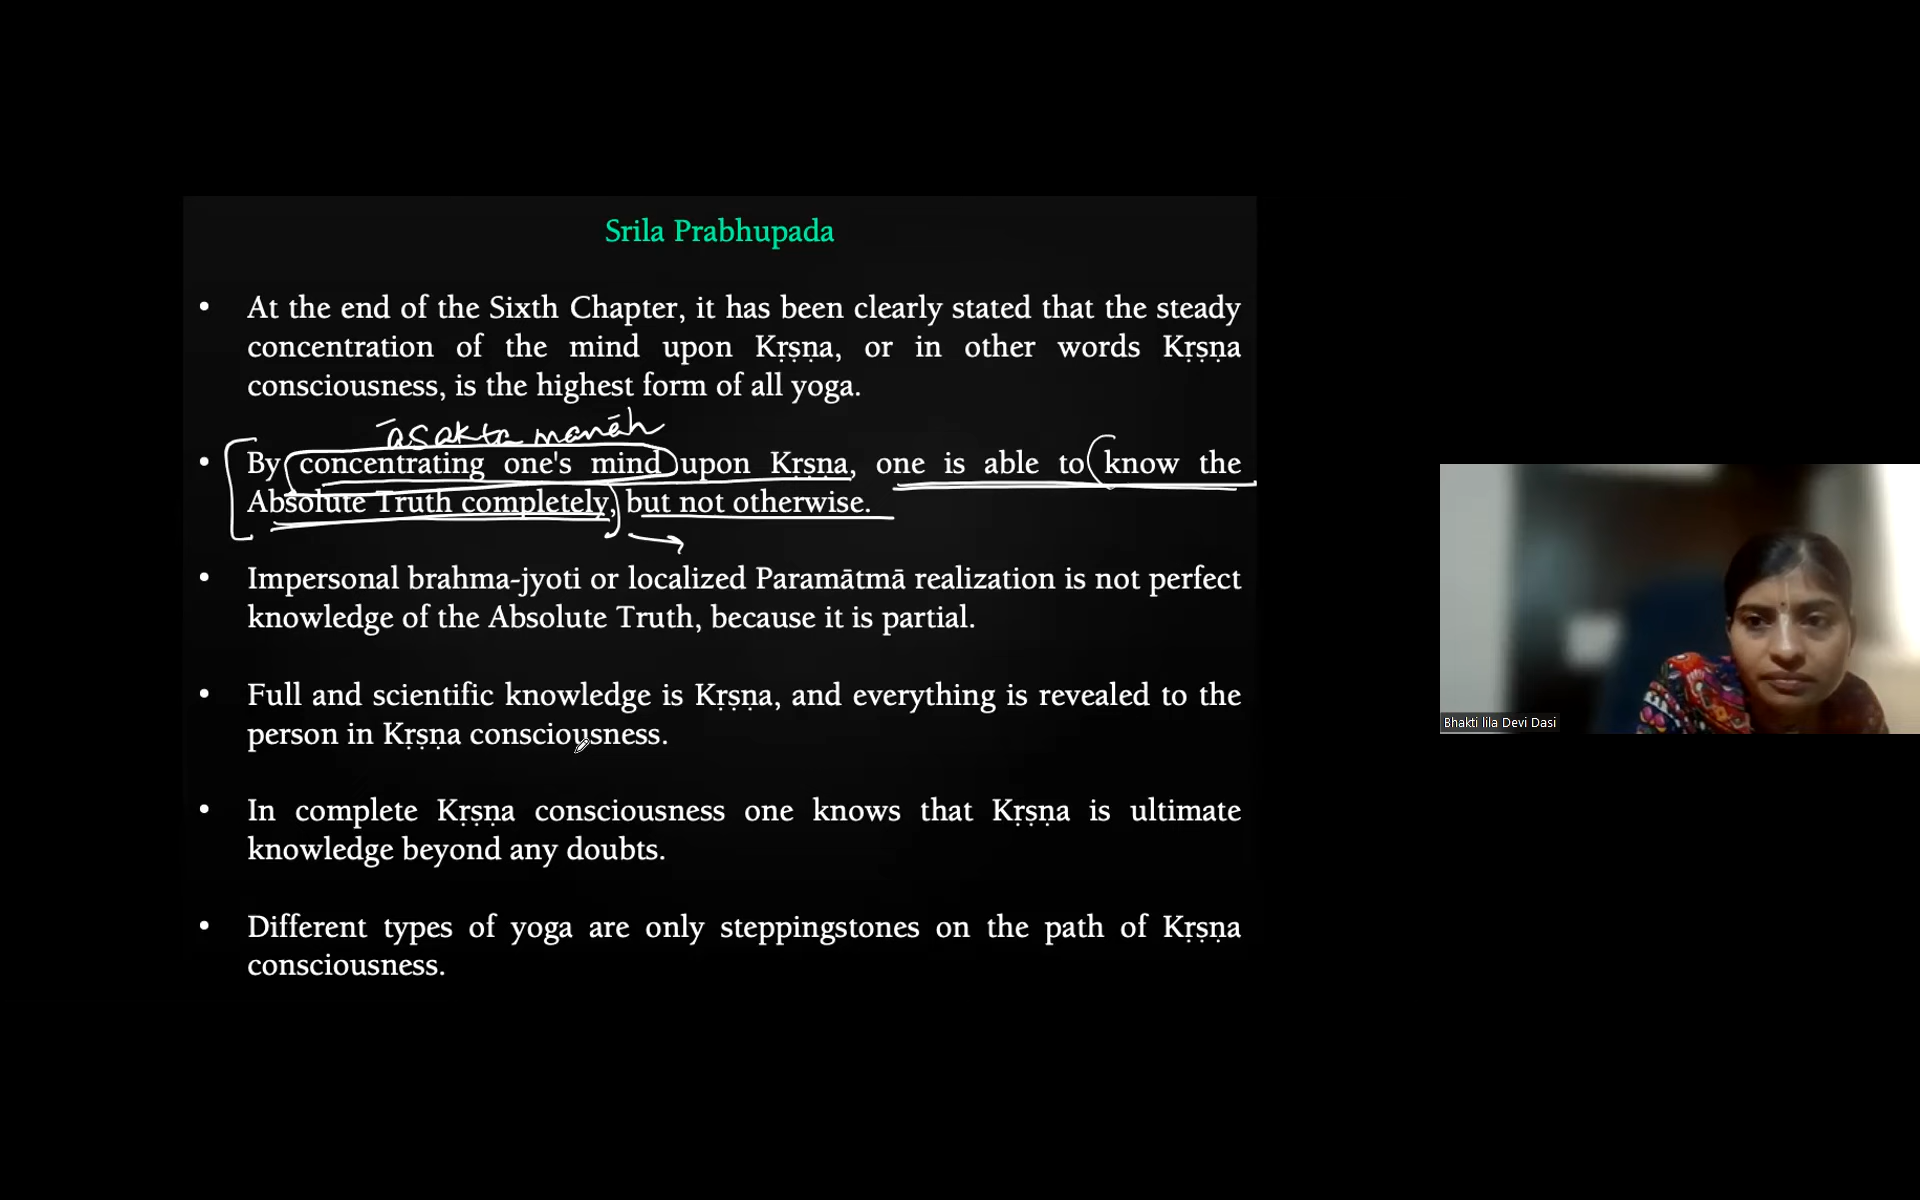 Srila Prabhupada
• At the end of the Sixth Chapter, it has been clearly stated that the steady
concentration of the mind upon Kṛṣṇa, or in other words Kṛṣṇa
consciousness, is the highest form of all yoga.
āsakta manāh
• By concentrating one's mind upon Kṛṣṇa, one is able to know the
Absolute Truth completely, but not otherwise.
• Impersonal brahma-jyoti or localized Paramātmā realization is not perfect
knowledge of the Absolute Truth, because it is partial.
• Full and scientific knowledge is Kṛṣṇa, and everything is revealed to the
person in Kṛṣṇa consciousness.
• In complete Kṛṣṇa consciousness one knows that Kṛṣṇa is ultimate
knowledge beyond any doubts.
• Different types of yoga are only steppingstones on the path of Kṛṣṇa
consciousness.
Bhakti lila Devi Dasi